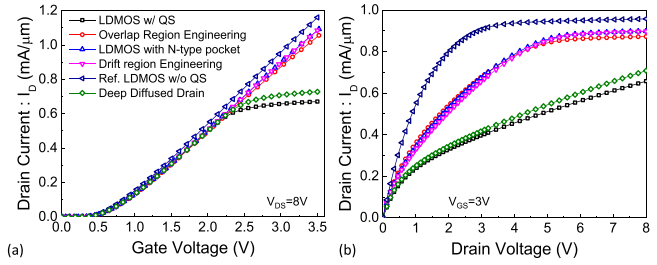 LDMOS w/ QS
Overlap Region Engineering
LDMOS with N-type pocket
Drift region Engineering
Ref. LDMOS w/o QS
Deep Diffused Drain
V_DS=8V
Drain Current : I_D (mA/μm)
1.2
1.0
0.8
0.6
0.4
0.2
0.0
0.0 0.5 1.0 1.5 2.0 2.5 3.0 3.5
Gate Voltage (V)
(a)
Drain Current : I_D (mA/μm)
1.0
0.8
0.6
0.4
0.2
0.0
V_GS=3V
0 1 2 3 4 5 6 7 8
Drain Voltage (V)
(b)